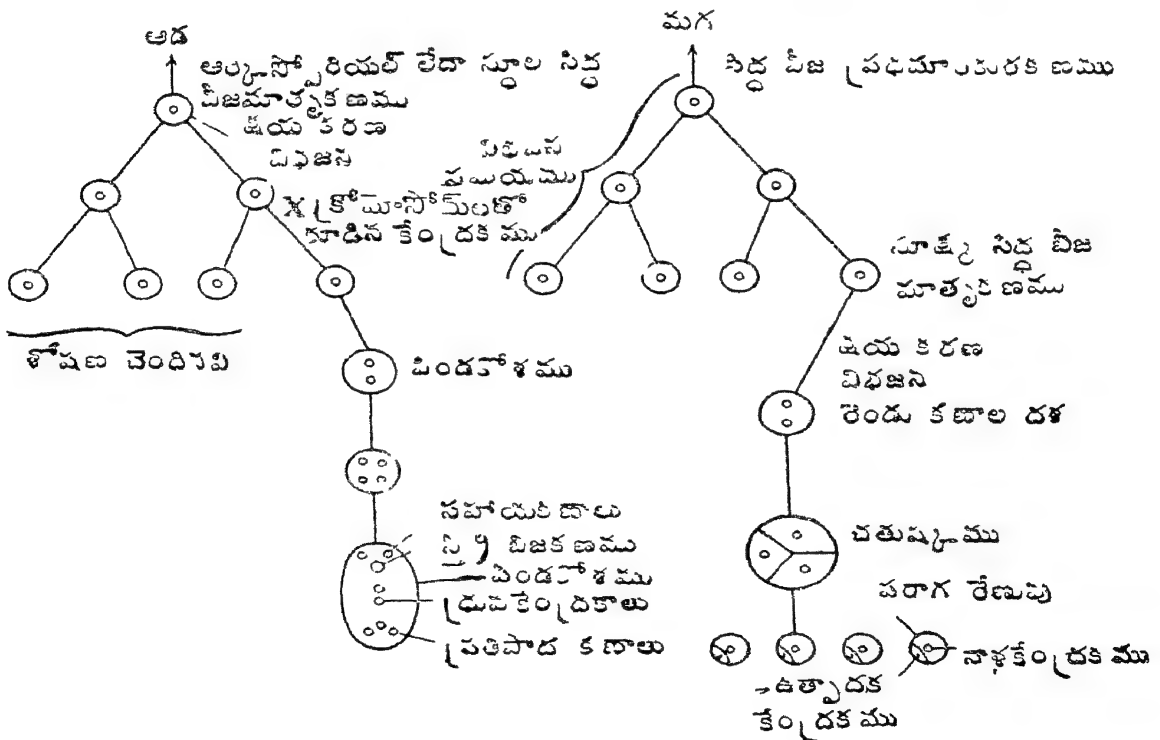 ఆడ
ఆర్కిస్పోరియల్ లేదా స్థూల సిద్ధ
బీజమాతృకణము
క్షయ కరణ
విభజన
X క్రోమోసోమ్‌లతో
కూడిన కేంద్రకము
శోషణ చెందినవి
పిండకోశము
సహాయకణాలు
స్త్రీ బీజకణము
పిండకోశము
ధ్రువకేంద్రకాలు
ప్రతిపాద కణాలు
మగ
సిద్ధ బీజ ప్రథమాంకురకణము
విభజన
సమయము
సూక్ష్మ సిద్ధ బీజ
మాతృకణము
క్షయ కరణ
విభజన
రెండు కణాల దశ
చతుష్కము
పరాగ రేణువు
నాళకేంద్రకము
ఉత్పాదక
కేంద్రకము